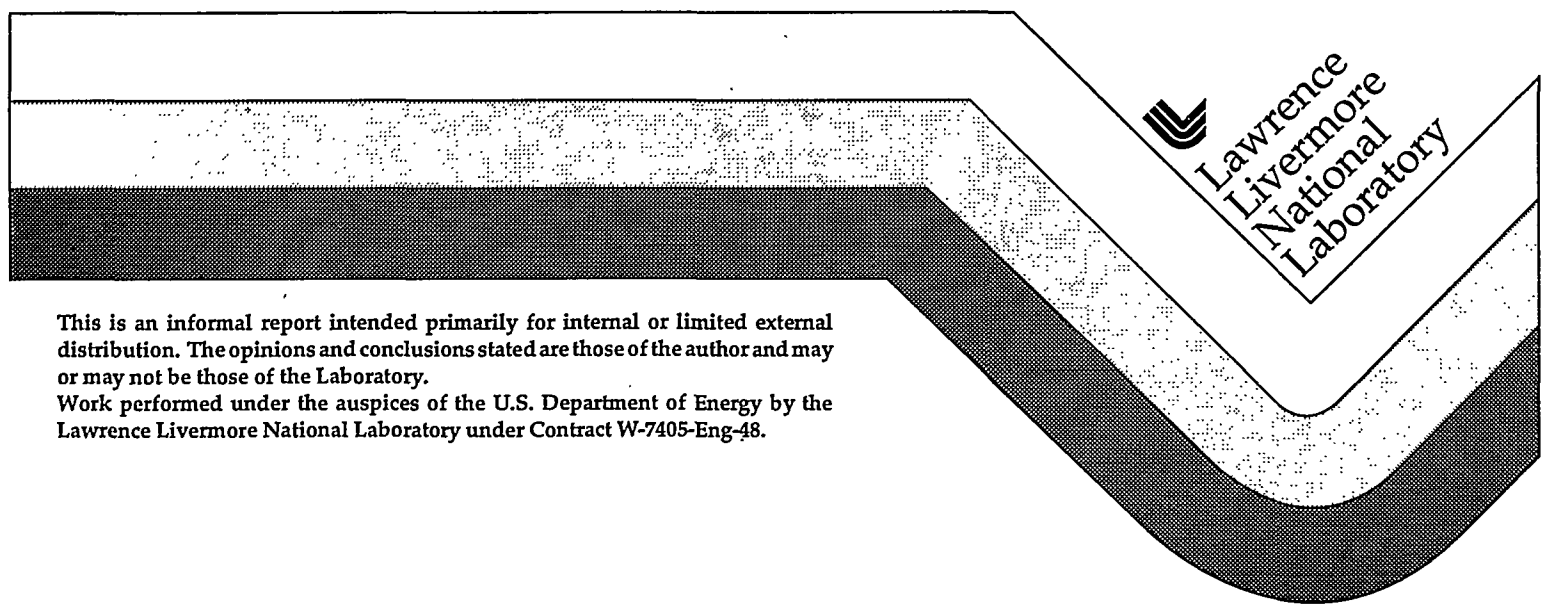 Lawrence
Livermore
National
Laboratory
This is an informal report intended primarily for internal or limited external
distribution. The opinions and conclusions stated are those of the author and may
or may not be those of the Laboratory.
Work performed under the auspices of the U.S. Department of Energy by the
Lawrence Livermore National Laboratory under Contract W-7405-Eng-48.